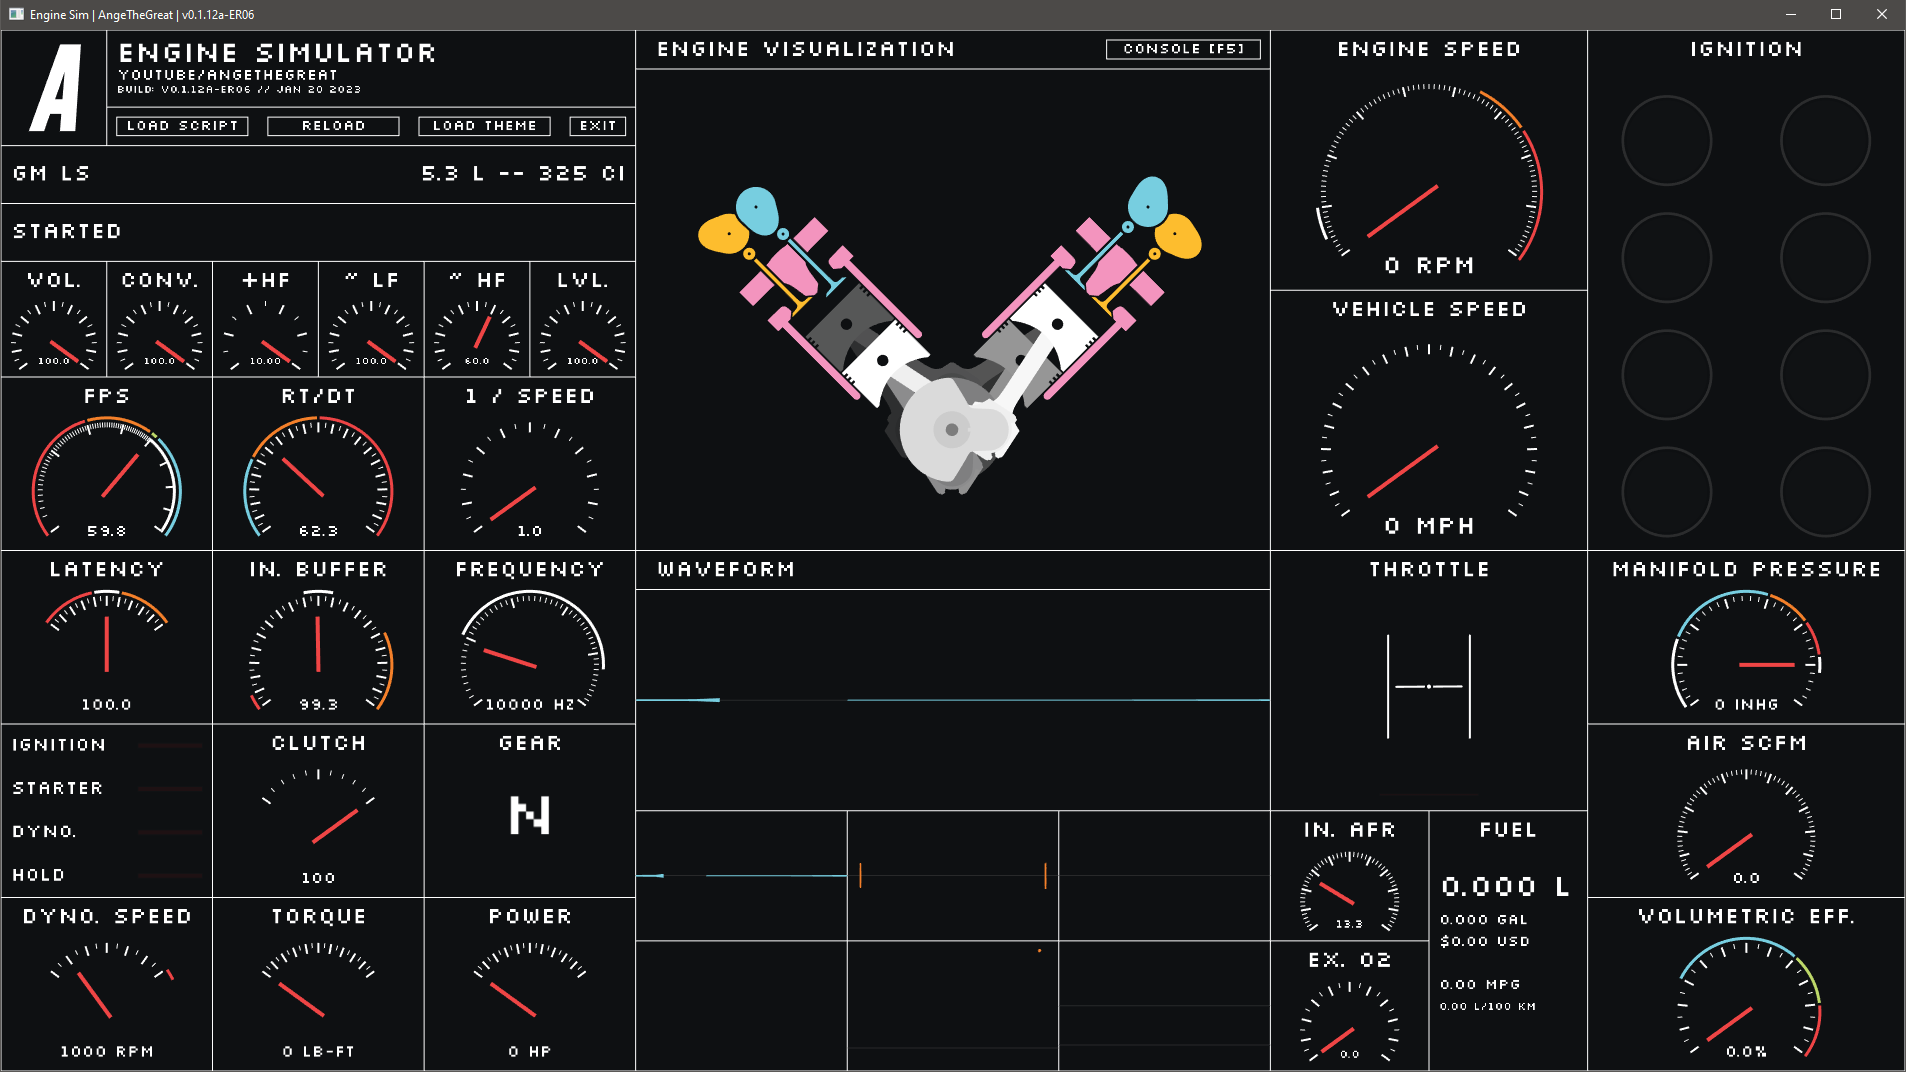 Engine Sim | AngeTheGreat | v0.1.12a-ER06
A
ENGINE SIMULATOR
YOUTUBE/ANGETHEGREAT
BUILD: V0.1.12A-ER06 // JAN 20 2023
LOAD SCRIPT RELOAD LOAD THEME EXIT
GM LS 5.3 L -- 325 CI
STARTED
VOL. CONV. +HF ~ LF ~ HF LVL.
100.0 100.0 10.00 100.0 60.0 100.0
FPS RT/DT 1 / SPEED
59.8 62.3 1.0
LATENCY IN. BUFFER FREQUENCY
100.0 99.3 10000 HZ
IGNITION
STARTER
DYNO.
HOLD
CLUTCH
100
GEAR
N
DYNO. SPEED TORQUE POWER
1000 RPM 0 LB-FT 0 HP
ENGINE VISUALIZATION CONSOLE [F5]
WAVEFORM
ENGINE SPEED
0 RPM
VEHICLE SPEED
0 MPH
THROTTLE
IN. AFR
13.3
EX. O2
0.0
FUEL
0.000 L
0.000 GAL
$0.00 USD
0.00 MPG
0.00 L/100 KM
IGNITION
MANIFOLD PRESSURE
0 INHG
AIR SCFM
0.0
VOLUMETRIC EFF.
0.0%